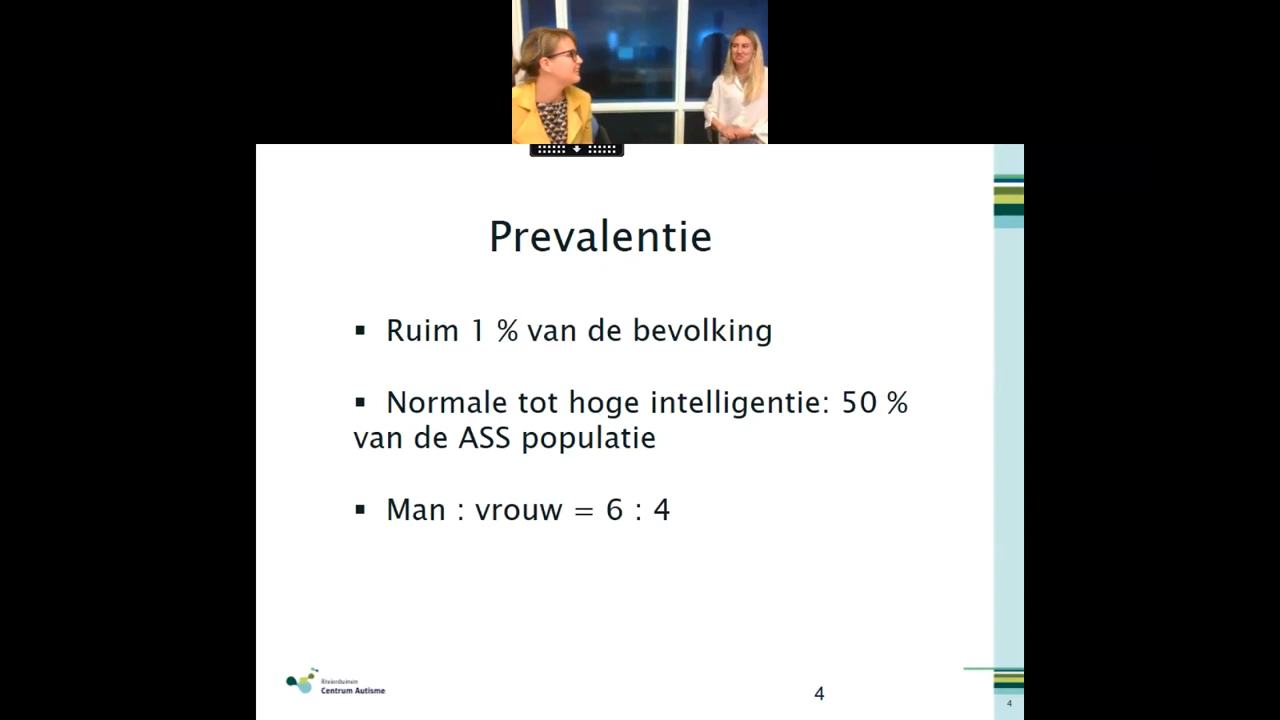 Prevalentie
▪ Ruim 1 % van de bevolking
▪ Normale tot hoge intelligentie: 50 %
van de ASS populatie
▪ Man : vrouw = 6 : 4
Rivierduinen
Centrum Autisme
4
4